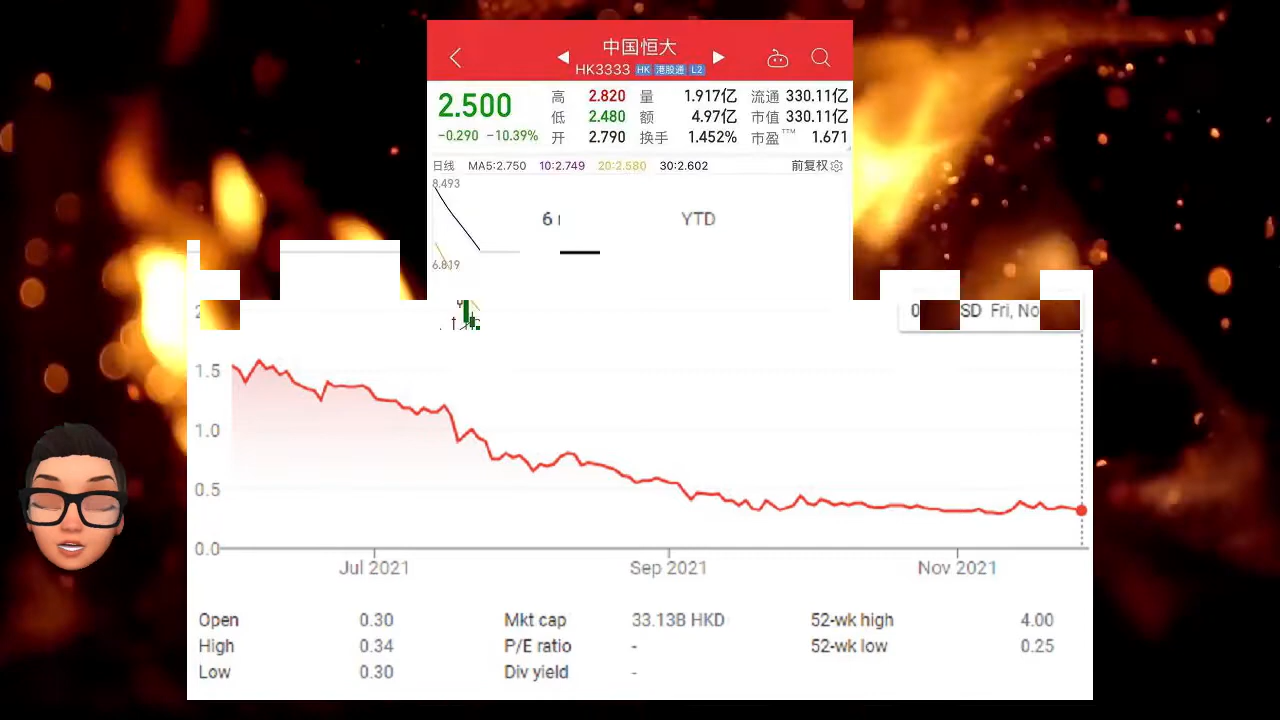 中国恒大
HK3333 HK 港股通 L2
2.500 高 2.820 量 1.917亿 流通 330.11亿
低 2.480 额 4.97亿 市值 330.11亿
-0.290 -10.39% 开 2.790 换手 1.452% 市盈TTM 1.671
日线 MA5:2.750 10:2.749 20:2.580 30:2.602 前复权
8.493
6 YTD
6.819
SD Fri, No
1.5
1.0
0.5
0.0
Jul 2021 Sep 2021 Nov 2021
Open 0.30 Mkt cap 33.13B HKD 52-wk high 4.00
High 0.34 P/E ratio - 52-wk low 0.25
Low 0.30 Div yield -